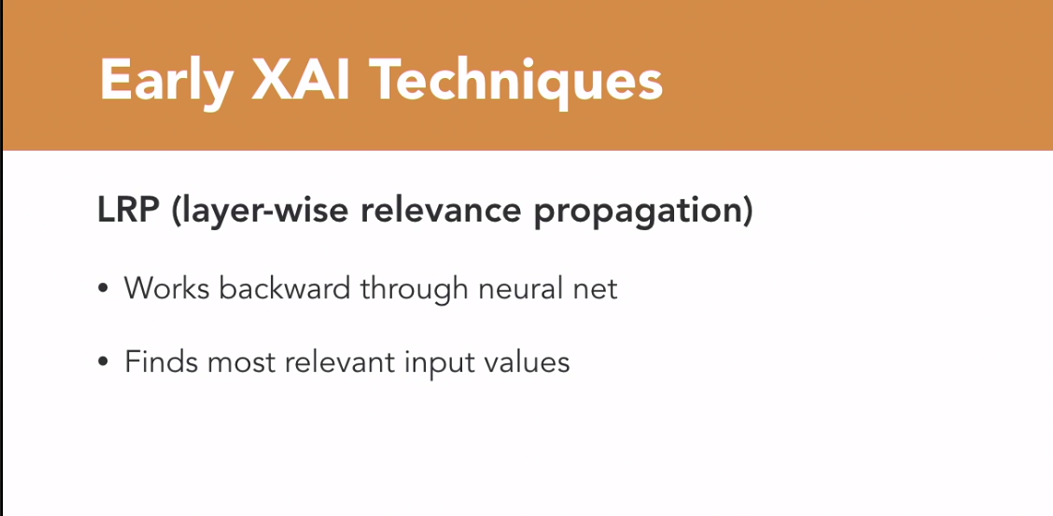 Early XAI Techniques
LRP (layer-wise relevance propagation)
• Works backward through neural net
• Finds most relevant input values